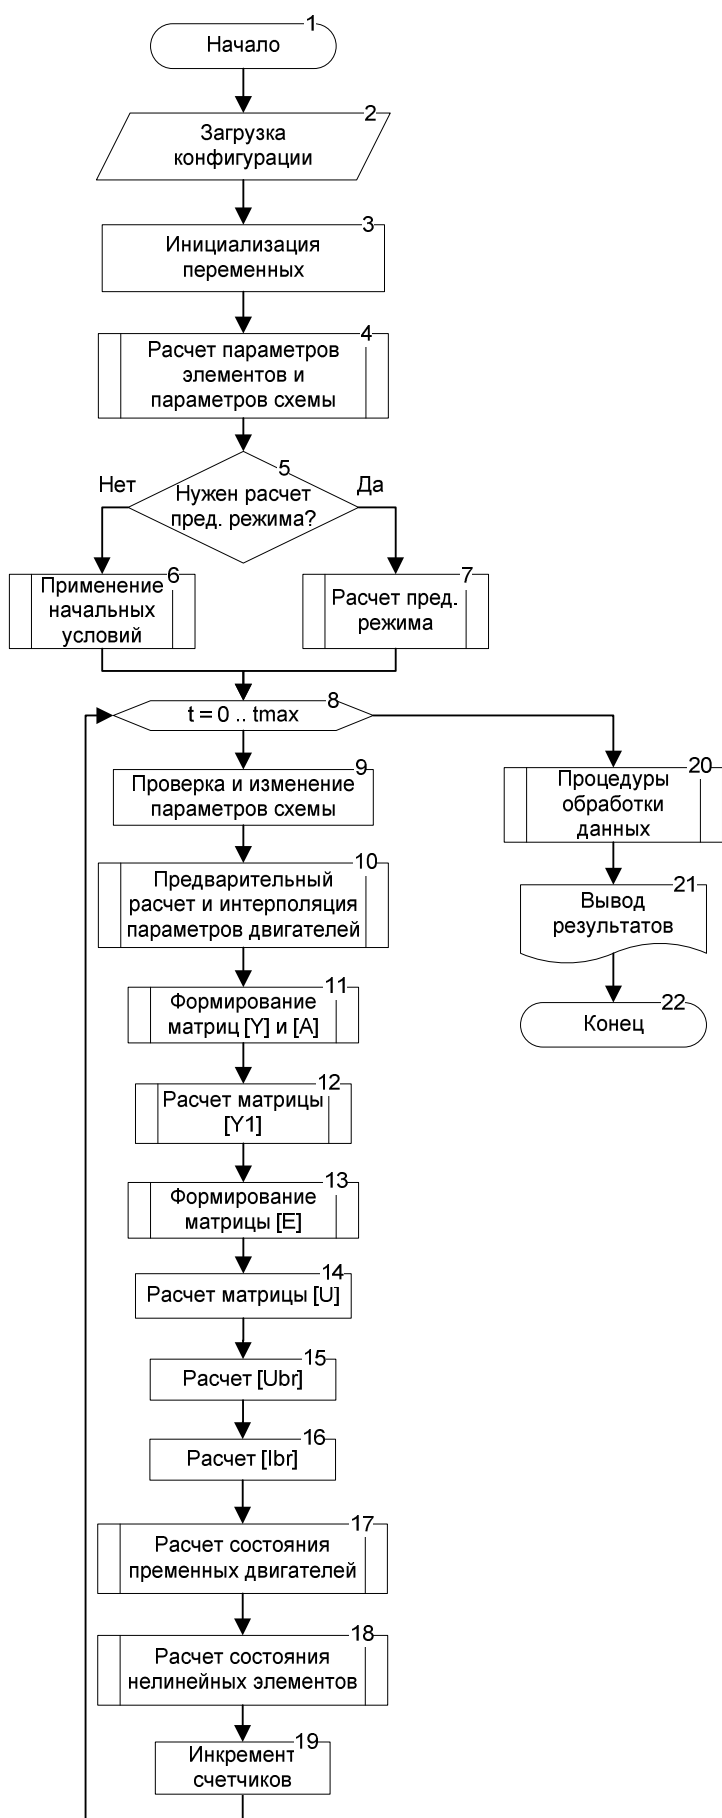 1
Начало
2
Загрузка
конфигурации
3
Инициализация
переменных
4
Расчет параметров
элементов и
параметров схемы
5
Нужен расчет
пред. режима?
Нет
Да
6
Применение
начальных
условий
7
Расчет пред.
режима
8
t = 0 .. tmax
9
Проверка и изменение
параметров схемы
10
Предварительный
расчет и интерполяция
параметров двигателей
11
Формирование
матриц [Y] и [A]
12
Расчет матрицы
[Y1]
13
Формирование
матрицы [E]
14
Расчет матрицы [U]
15
Расчет [Ubr]
16
Расчет [Ibr]
17
Расчет состояния
пременных двигателей
18
Расчет состояния
нелинейных элементов
19
Инкремент
счетчиков
20
Процедуры
обработки
данных
21
Вывод
результатов
22
Конец